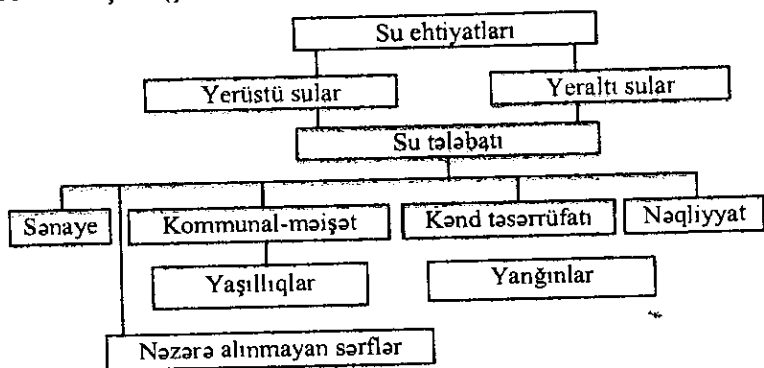 Su ehtiyatları
Yerüstü sular
Yeraltı sular
Su tələbatı
Sənaye
Kommunal-məişət
Kənd təsərrüfatı
Nəqliyyat
Yaşıllıqlar
Yanğınlar
Nəzərə alınmayan sərflər